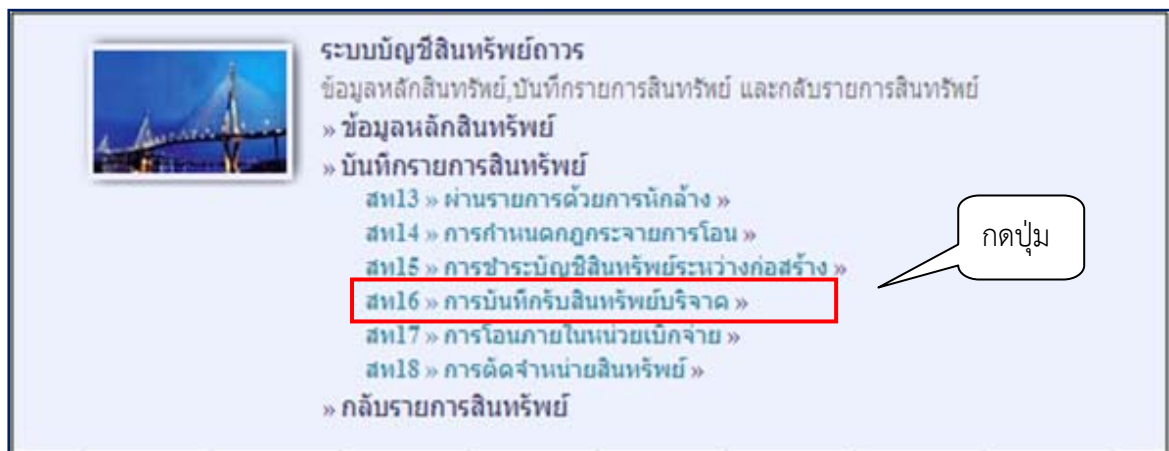 ระบบบัญชีสินทรัพย์ถาวร
ข้อมูลหลักสินทรัพย์,บันทึกรายการสินทรัพย์ และกลับรายการสินทรัพย์
» ข้อมูลหลักสินทรัพย์
» บันทึกรายการสินทรัพย์
สท13 » ผ่านรายการด้วยการหักล้าง »
สท14 » การกำหนดกฎกระจายการโอน »
สท15 » การชำระบัญชีสินทรัพย์ระหว่างก่อสร้าง »
สท16 » การบันทึกรับสินทรัพย์บริจาค »
สท17 » การโอนภายในหน่วยเบิกจ่าย »
สท18 » การตัดจำหน่ายสินทรัพย์ »
» กลับรายการสินทรัพย์
กดปุ่ม